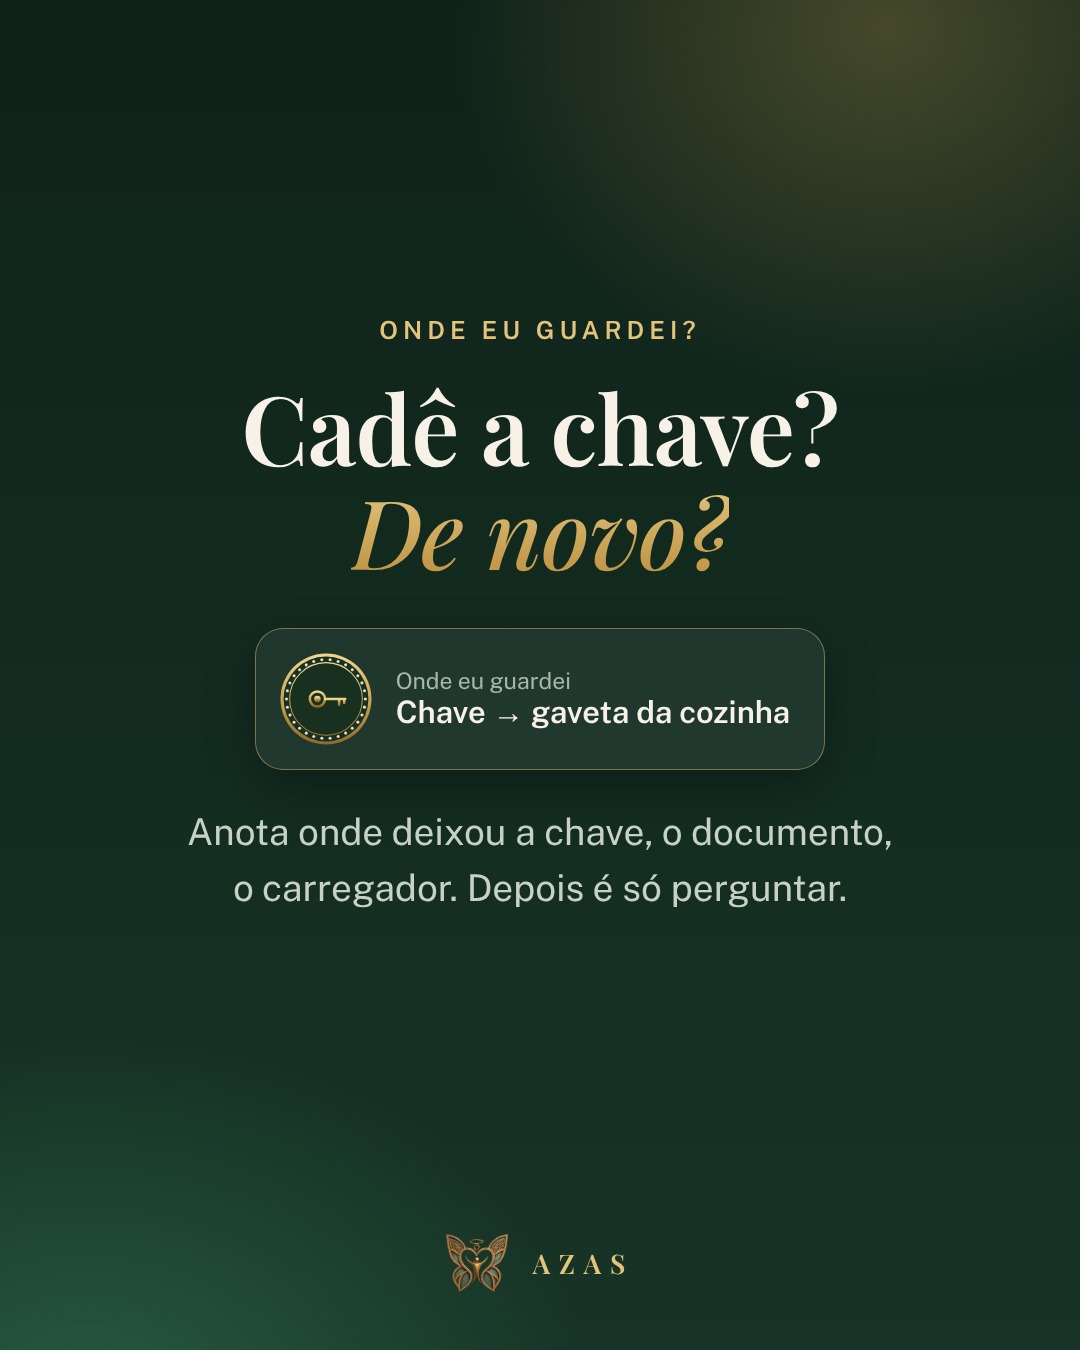 ONDE EU GUARDEI?
Cadê a chave?
De novo?
Onde eu guardei
Chave → gaveta da cozinha
Anota onde deixou a chave, o documento,
o carregador. Depois é só perguntar.
AZAS